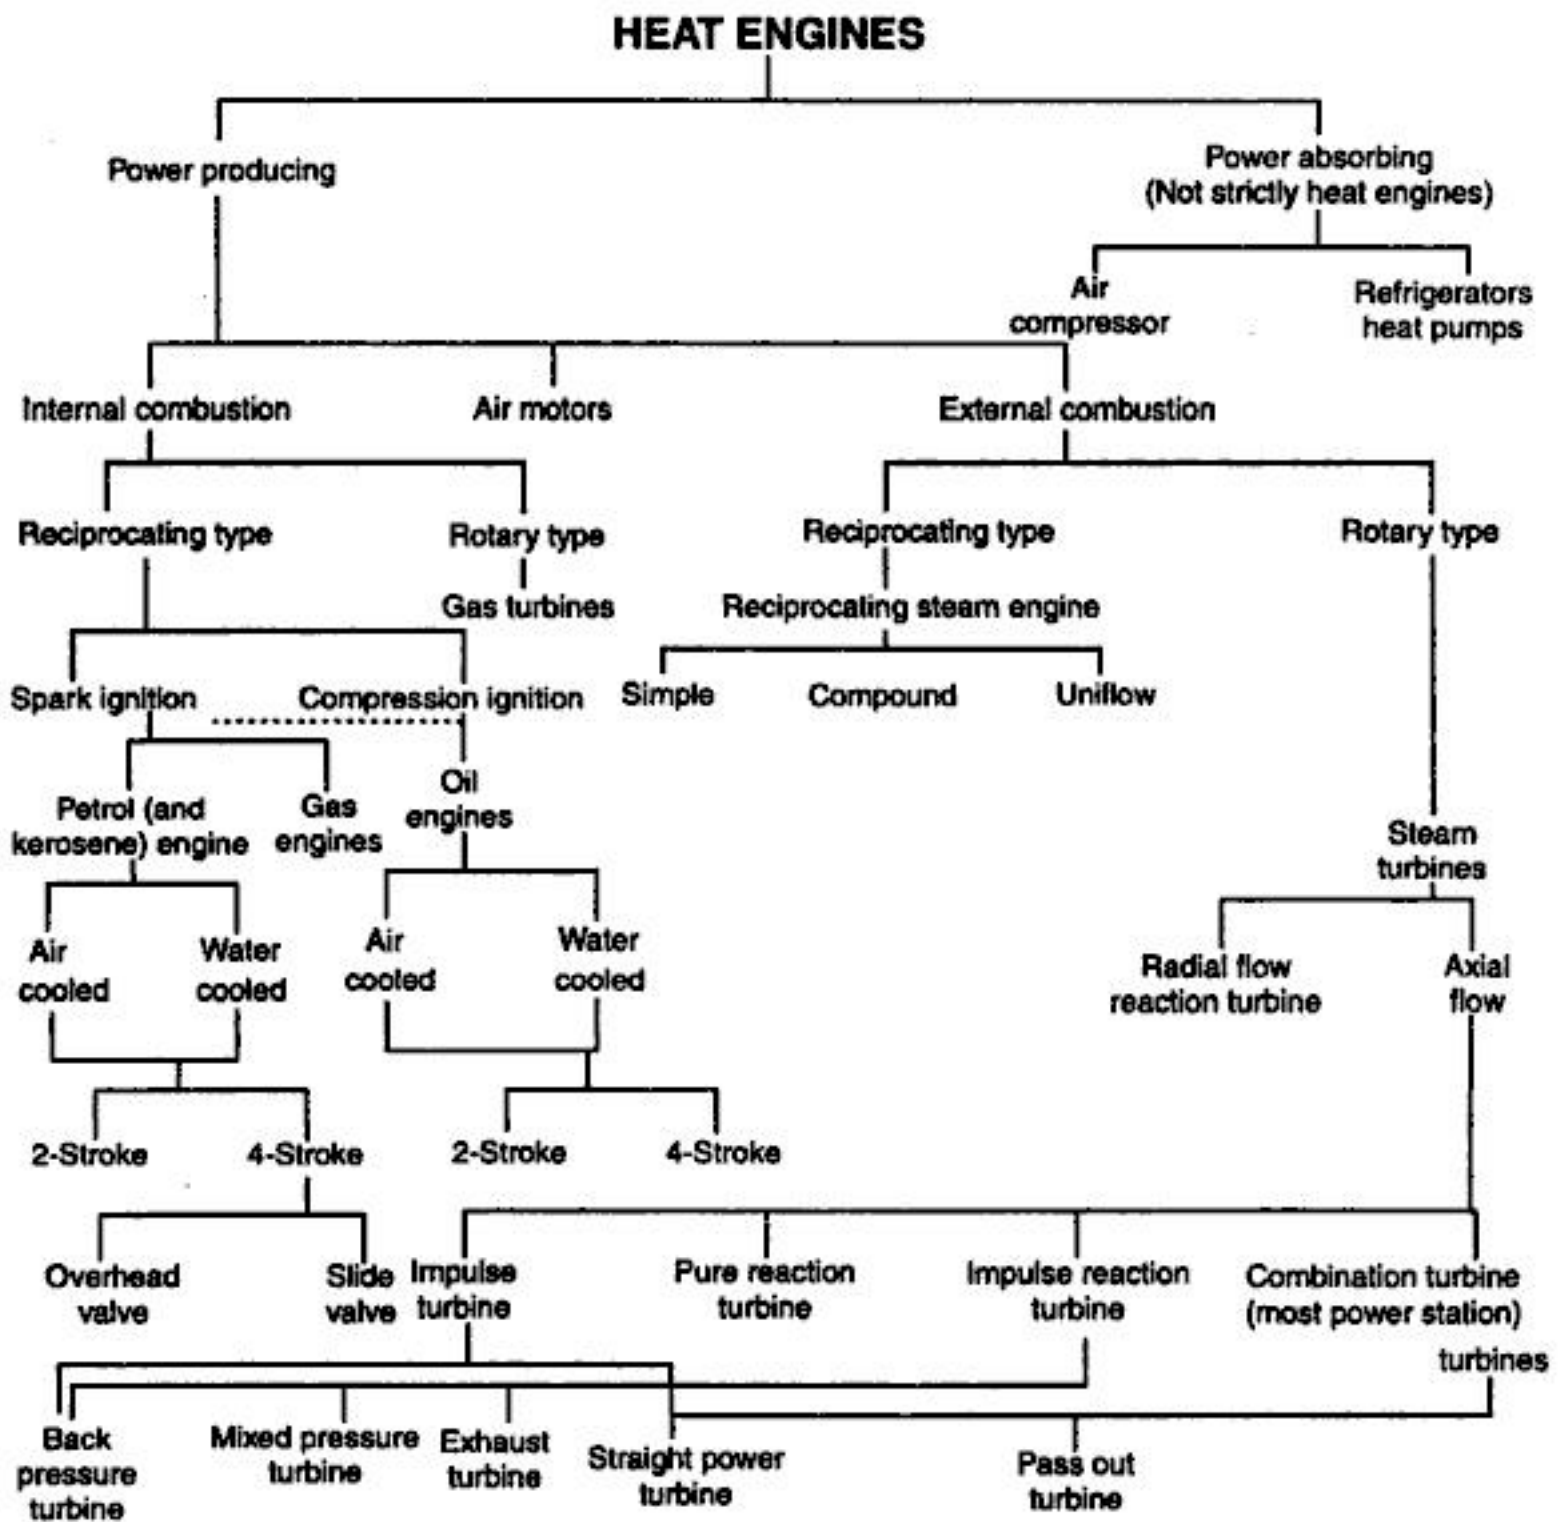 HEAT ENGINES
Power producing
Power absorbing
(Not strictly heat engines)
Air
compressor
Refrigerators
heat pumps
Internal combustion
Air motors
External combustion
Reciprocating type
Rotary type
Reciprocating type
Rotary type
Gas turbines
Reciprocating steam engine
Spark ignition
Compression ignition
Simple
Compound
Uniflow
Petrol (and
kerosene) engine
Gas
engines
Oil
engines
Steam
turbines
Air
cooled
Water
cooled
Air
cooled
Water
cooled
Radial flow
reaction turbine
Axial
flow
2-Stroke
4-Stroke
2-Stroke
4-Stroke
Overhead
valve
Slide
valve
Impulse
turbine
Pure reaction
turbine
Impulse reaction
turbine
Combination turbine
(most power station)
turbines
Back
pressure
turbine
Mixed pressure
turbine
Exhaust
turbine
Straight power
turbine
Pass out
turbine